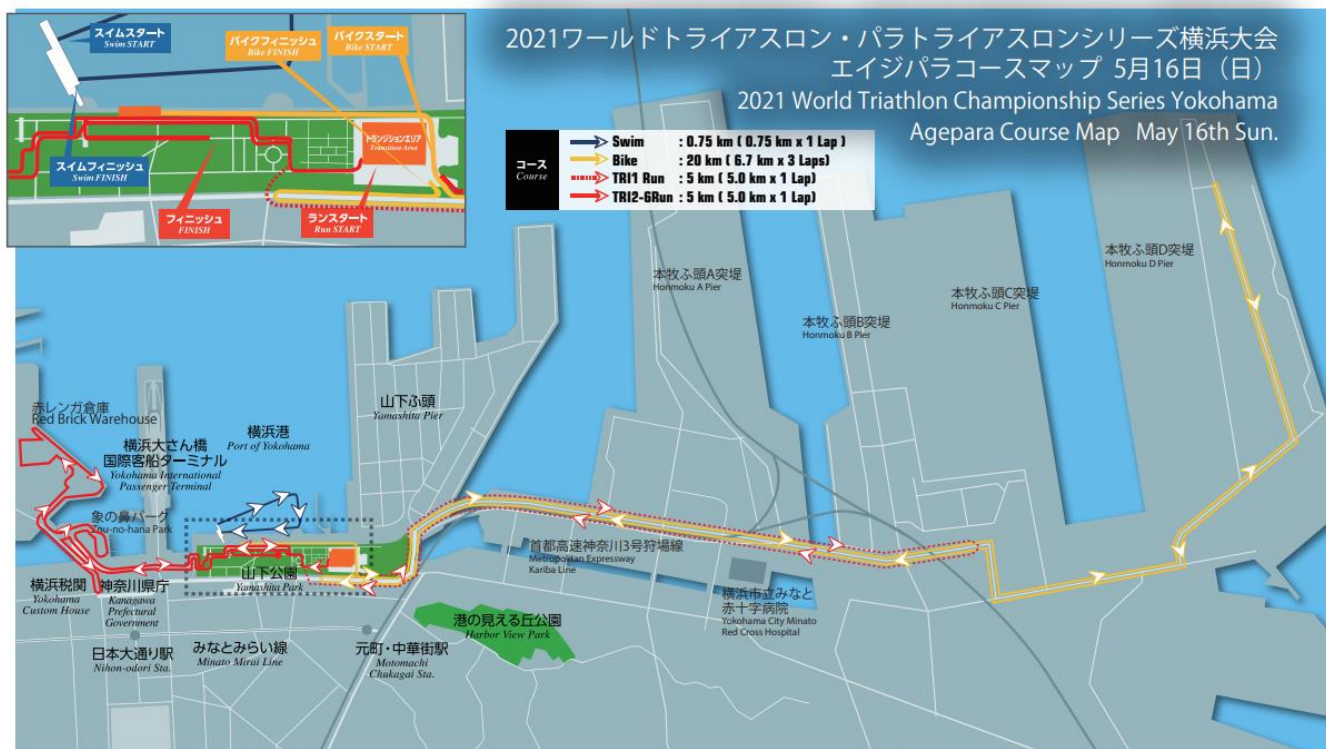 2021ワールドトライアスロン・パラトライアスロンシリーズ横浜大会
エイジパラコースマップ 5月16日（日）
2021 World Triathlon Championship Series Yokohama
Agepara Course Map May 16th Sun.
スイムスタート
Swim START
バイクフィニッシュ
Bike FINISH
バイクスタート
Bike START
トランジションエリア
Transition Area
スイムフィニッシュ
Swim FINISH
フィニッシュ
FINISH
ランスタート
Run START
コース
Course
Swim : 0.75 km ( 0.75 km x 1 Lap )
Bike : 20 km ( 6.7 km x 3 Laps)
TRI1 Run : 5 km ( 5.0 km x 1 Lap)
TRI2-6Run : 5 km ( 5.0 km x 1 Lap)
本牧ふ頭A突堤
Honmoku A Pier
本牧ふ頭B突堤
Honmoku B Pier
本牧ふ頭C突堤
Honmoku C Pier
本牧ふ頭D突堤
Honmoku D Pier
赤レンガ倉庫
Red Brick Warehouse
横浜大さん橋
国際客船ターミナル
Yokohama International
Passenger Terminal
横浜港
Port of Yokohama
山下ふ頭
Yamashita Pier
象の鼻パーク
Zou-no-hana Park
横浜税関
Yokohama
Custom House
神奈川県庁
Kanagawa
Prefectural
Government
山下公園
Yamashita Park
首都高速神奈川3号狩場線
Metropolitan Expressway
Kariba Line
横浜市立みなと
赤十字病院
Yokohama City Minato
Red Cross Hospital
港の見える丘公園
Harbor View Park
日本大通り駅
Nihon-odori Sta.
みなとみらい線
Minato Mirai Line
元町・中華街駅
Motomachi
Chukagai Sta.